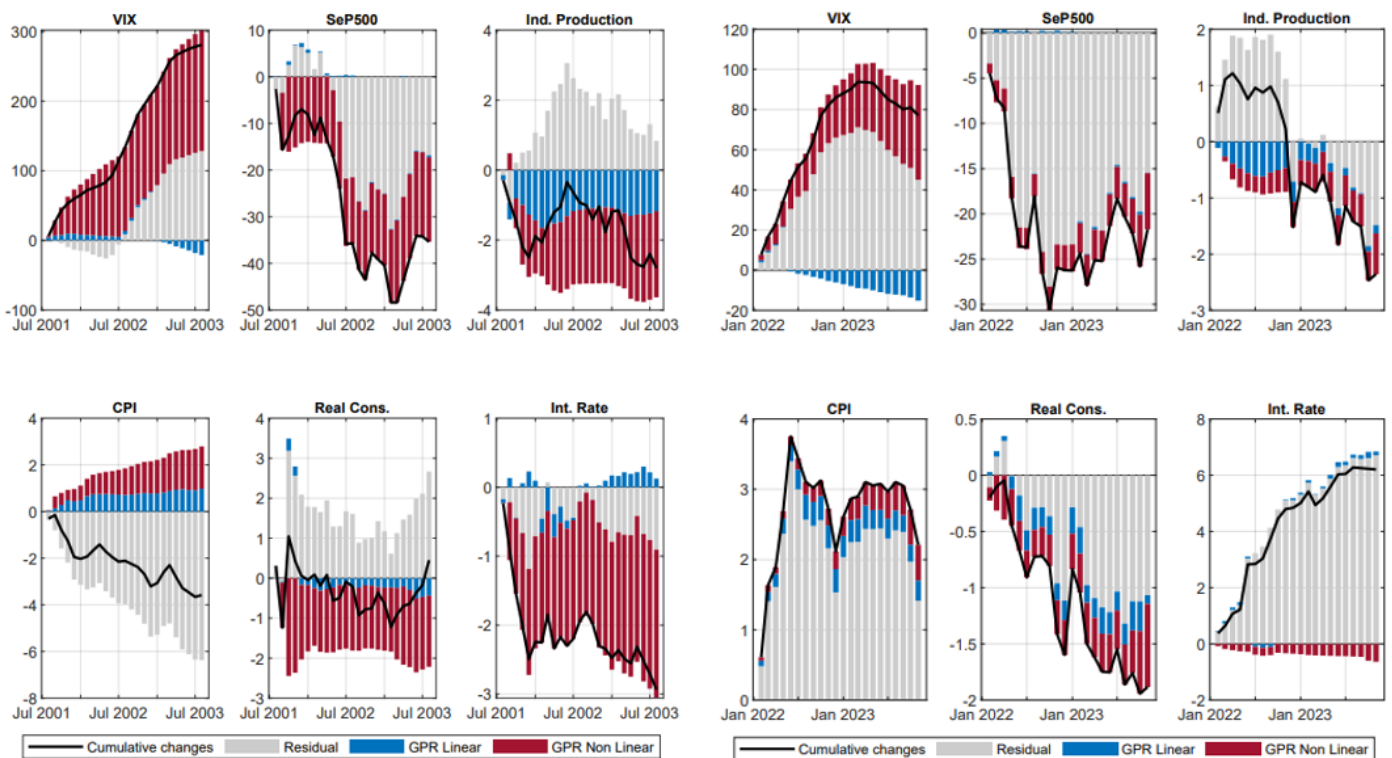 VIX SeP500 Ind. Production VIX SeP500 Ind. Production
300 10 4 120 0 2
100 5
0 2 -5 1
200 80
-10 60 -10 0
100 0 40 -15
-20 -1
-30 20 -20
0 -2 0 -25 -2
-40
-100 -50 -4 -20 -30 -3
Jul 2001 Jul 2002 Jul 2003 Jul 2001 Jul 2002 Jul 2003 Jul 2001 Jul 2002 Jul 2003 Jan 2022 Jan 2023 Jan 2022 Jan 2023 Jan 2022 Jan 2023
CPI Real Cons. Int. Rate CPI Real Cons. Int. Rate
4 4 1 4 0.5 8
2 3 0 6
2 0 3
0 1 -0.5 4
-2 0 -1 2
-4 -1 -1 2
-2 1 -1.5 0
-6 -2
-8 -3 -3 0 -2 -2
Jul 2001 Jul 2002 Jul 2003 Jul 2001 Jul 2002 Jul 2003 Jul 2001 Jul 2002 Jul 2003 Jan 2022 Jan 2023 Jan 2022 Jan 2023 Jan 2022 Jan 2023
Cumulative changes Residual GPR Linear GPR Non Linear Cumulative changes Residual GPR Linear GPR Non Linear